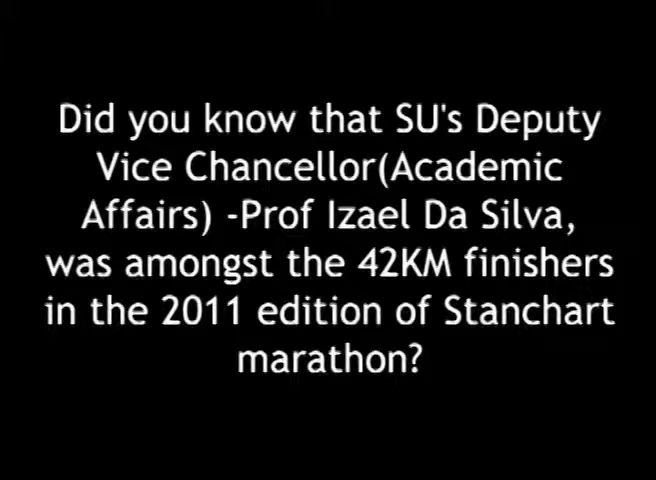 Did you know that SU's Deputy
Vice Chancellor(Academic
Affairs) -Prof Izael Da Silva,
was amongst the 42KM finishers
in the 2011 edition of Stanchart
marathon?